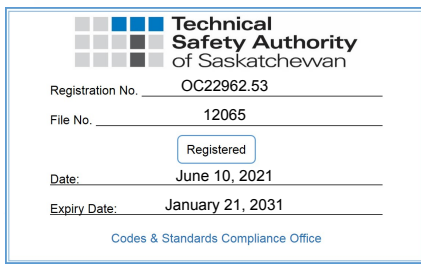 Technical
Safety Authority
of Saskatchewan
Registration No. OC22962.53
File No. 12065
Registered
Date: June 10, 2021
Expiry Date: January 21, 2031
Codes & Standards Compliance Office